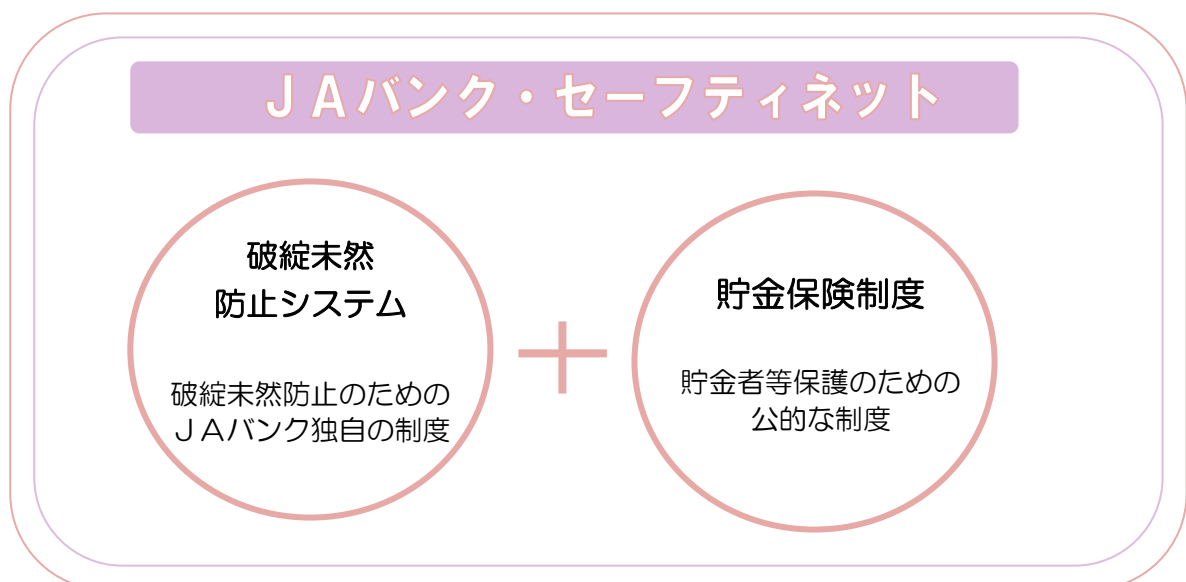 ＪＡバンク・セーフティネット
破綻未然
防止システム
破綻未然防止のための
ＪＡバンク独自の制度
＋
貯金保険制度
貯金者等保護のための
公的な制度